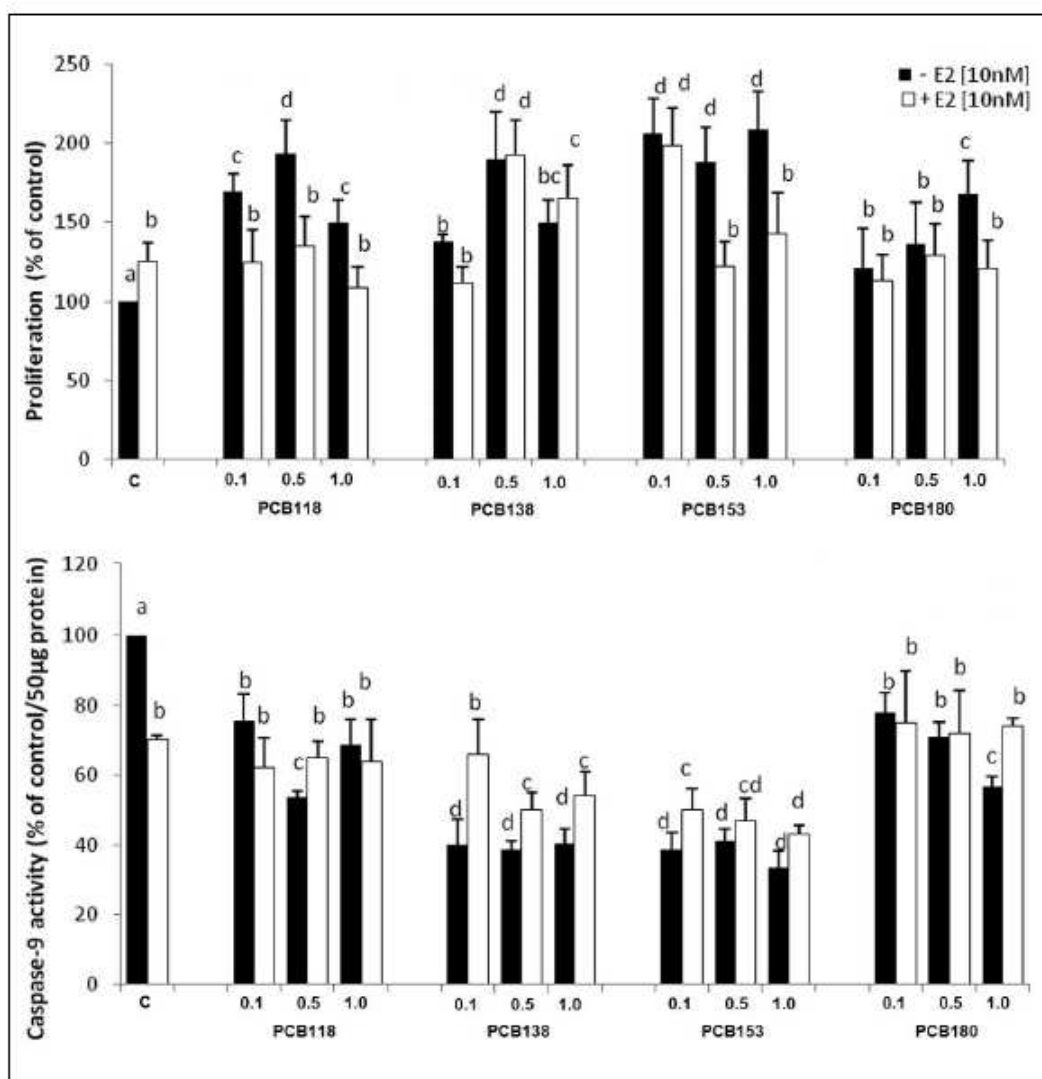 Proliferation (% of control)
250
200
150
100
50
0
- E2 [10nM]
+ E2 [10nM]
a b
c b d b c b
b b d d bc c
d d d b d b
b b b b c b
C 0.1 0.5 1.0 0.1 0.5 1.0 0.1 0.5 1.0 0.1 0.5 1.0
PCB118 PCB138 PCB153 PCB180
Caspase-9 activity (% of control/50µg protein)
120
100
80
60
40
20
0
a b
b b c b b b
d b d c d c
d c d cd d d
b b b b c b
C 0.1 0.5 1.0 0.1 0.5 1.0 0.1 0.5 1.0 0.1 0.5 1.0
PCB118 PCB138 PCB153 PCB180